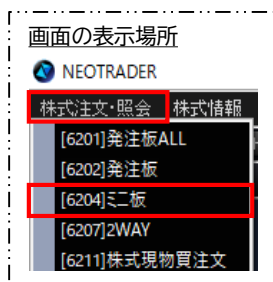 画面の表示場所
NEOTRADER
株式注文・照会 株式情報
[6201]発注板ALL
[6202]発注板
[6204]ミニ板
[6207]2WAY
[6211]株式現物買注文